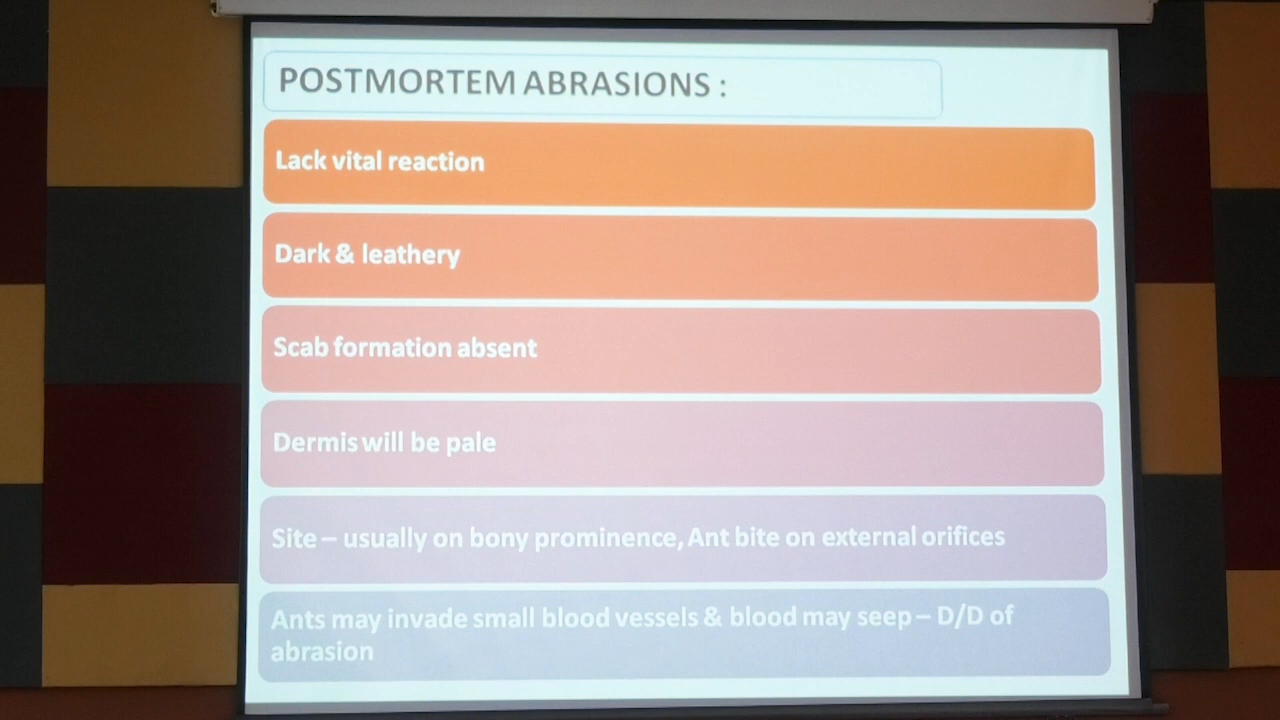 POSTMORTEM ABRASIONS :
Lack vital reaction
Dark & leathery
Scab formation absent
Dermis will be pale
Site – usually on bony prominence, Ant bite on external orifices
Ants may invade small blood vessels & blood may seep – D/D of
abrasion